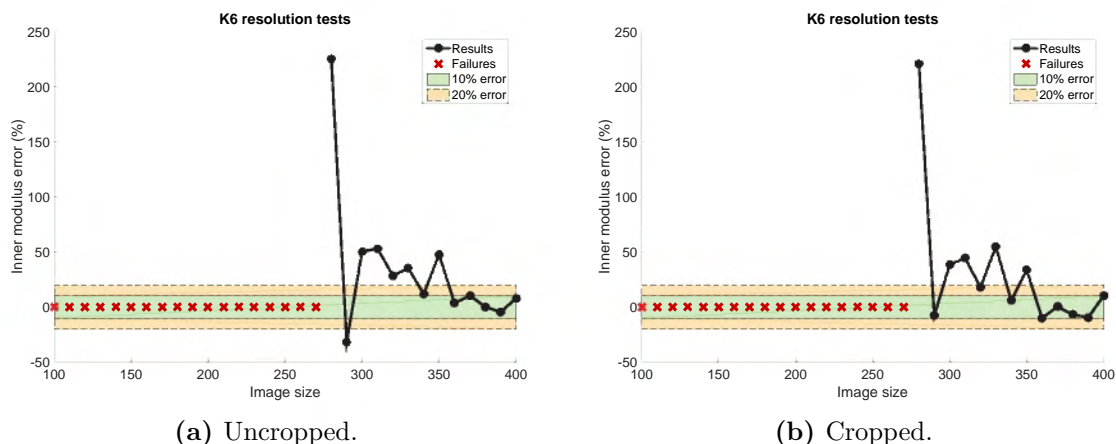 K6 resolution tests
250
200
150
100
50
0
-50
Inner modulus error (%)
100
150
200
250
300
350
400
Image size
Results
Failures
10% error
20% error
(a) Uncropped.
K6 resolution tests
250
200
150
100
50
0
-50
Inner modulus error (%)
100
150
200
250
300
350
400
Image size
Results
Failures
10% error
20% error
(b) Cropped.